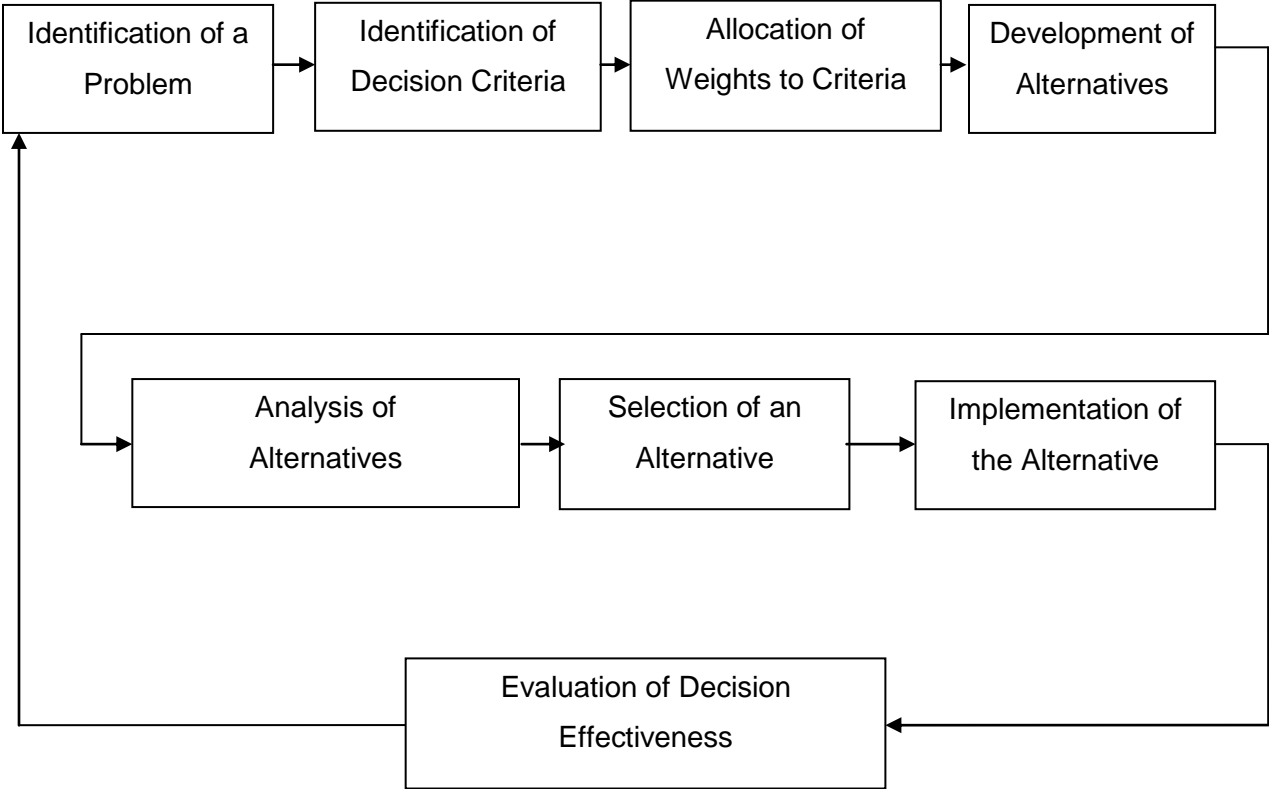 Identification of a
Problem
Identification of
Decision Criteria
Allocation of
Weights to Criteria
Development of
Alternatives
Analysis of
Alternatives
Selection of an
Alternative
Implementation of
the Alternative
Evaluation of Decision
Effectiveness